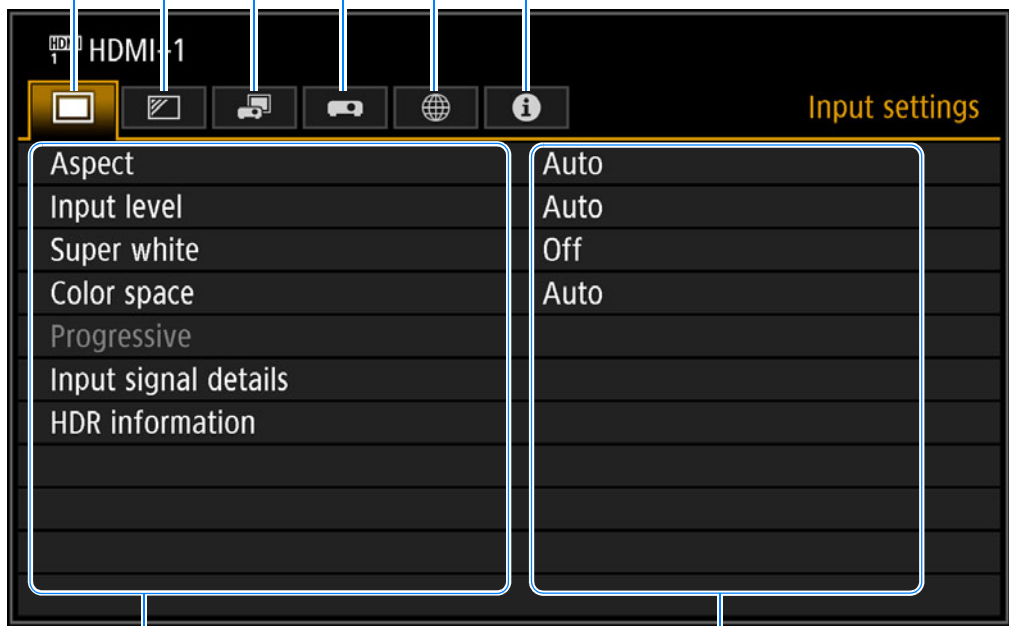 HDMI 1 HDMI-1
Input settings
Aspect Auto
Input level Auto
Super white Off
Color space Auto
Progressive
Input signal details
HDR information